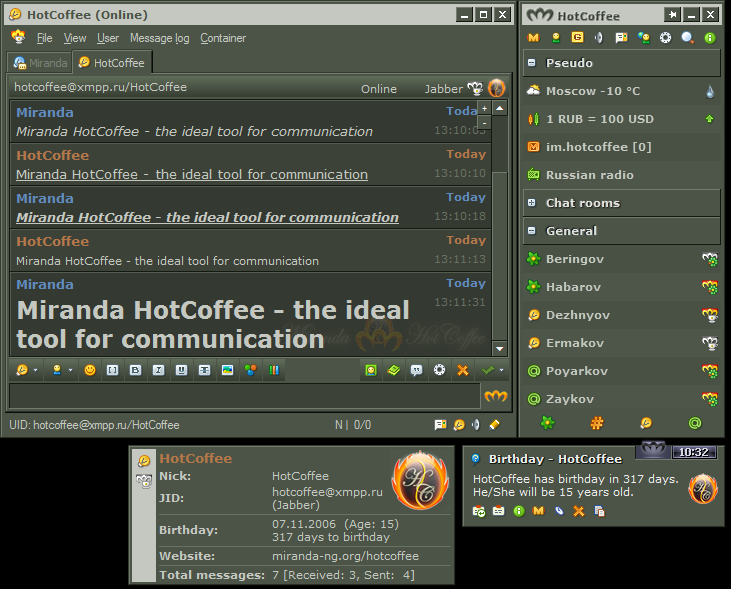 HotCoffee (Online)
File View User Message log Container
Miranda HotCoffee
hotcoffee@xmpp.ru/HotCoffee Online Jabber
Miranda Today
Miranda HotCoffee - the ideal tool for communication 13:10:03
HotCoffee Today
Miranda HotCoffee - the ideal tool for communication 13:10:10
Miranda Today
Miranda HotCoffee - the ideal tool for communication 13:10:18
HotCoffee Today
Miranda HotCoffee - the ideal tool for communication 13:11:13
Miranda Today
Miranda HotCoffee - the ideal 13:11:31
tool for communication
Miranda Hot Coffee
UID: hotcoffee@xmpp.ru/HotCoffee N | 0/0
HotCoffee
Pseudo
Moscow -10 °C
1 RUB = 100 USD
im.hotcoffee [0]
Russian radio
Chat rooms
General
Beringov
Habarov
Dezhnyov
Ermakov
Poyarkov
Zaykov
HotCoffee
Nick: HotCoffee
JID: hotcoffee@xmpp.ru
(Jabber)
Birthday: 07.11.2006 (Age: 15)
317 days to birthday
Website: miranda-ng.org/hotcoffee
Total messages: 7 [Received: 3, Sent: 4]
HC
Birthday - HotCoffee 10:32
HotCoffee has birthday in 317 days.
He/She will be 15 years old.
HC